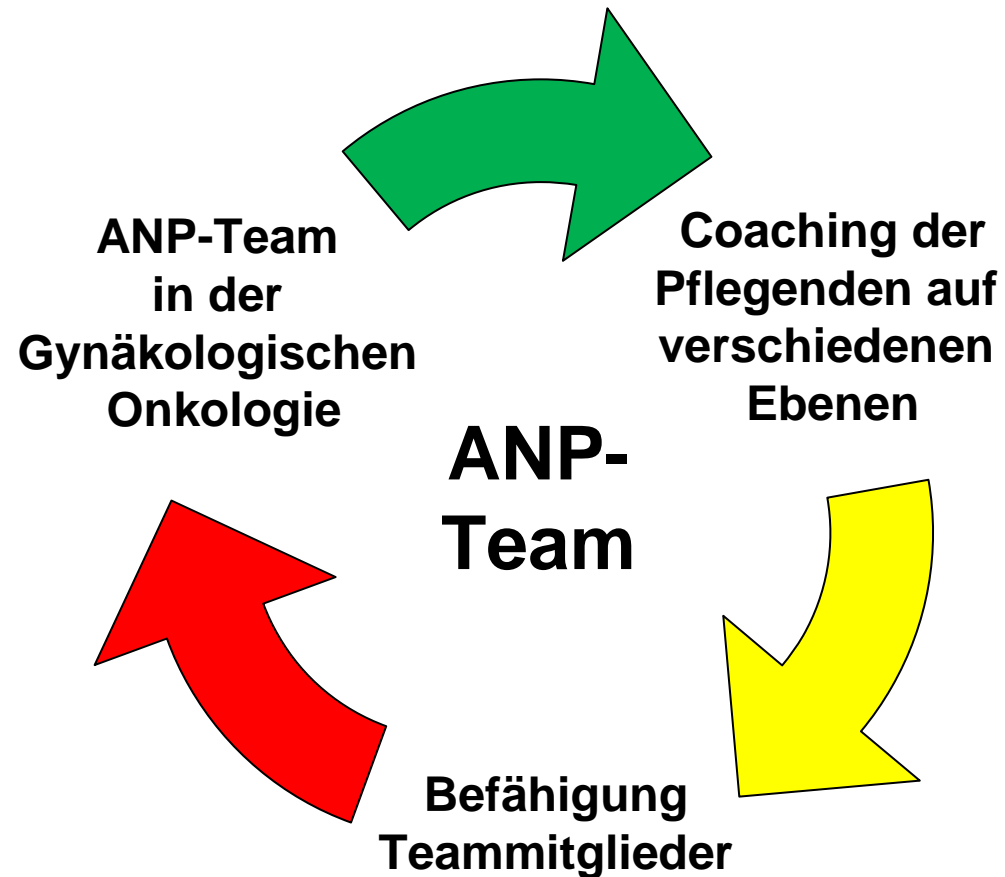 ANP-Team
in der
Gynäkologischen
Onkologie
Coaching der
Pflegenden auf
verschiedenen
Ebenen
ANP-
Team
Befähigung
Teammitglieder